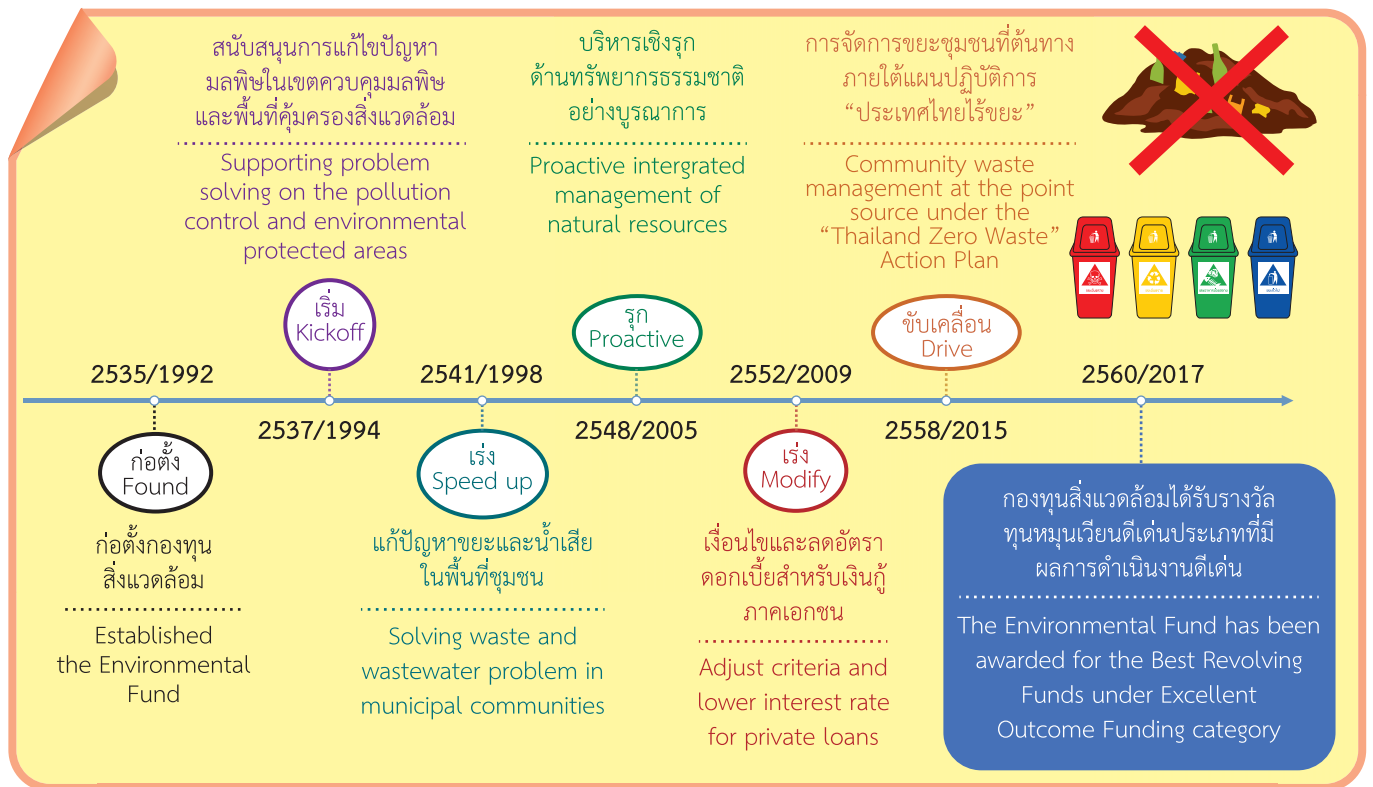 สนับสนุนการแก้ไขปัญหา
มลพิษในเขตควบคุมมลพิษ
และพื้นที่คุ้มครองสิ่งแวดล้อม
Supporting problem
solving on the pollution
control and environmental
protected areas
บริหารเชิงรุก
ด้านทรัพยากรธรรมชาติ
อย่างบูรณาการ
Proactive intergrated
management of
natural resources
การจัดการขยะชุมชนที่ต้นทาง
ภายใต้แผนปฏิบัติการ
“ประเทศไทยไร้ขยะ”
Community waste
management at the point
source under the
“Thailand Zero Waste”
Action Plan
เริ่ม
Kickoff
รุก
Proactive
ขับเคลื่อน
Drive
2535/1992
2541/1998
2552/2009
2560/2017
2537/1994
2548/2005
2558/2015
ก่อตั้ง
Found
เร่ง
Speed up
เร่ง
Modify
ก่อตั้งกองทุน
สิ่งแวดล้อม
Established
the Environmental
Fund
แก้ปัญหาขยะและน้ำเสีย
ในพื้นที่ชุมชน
Solving waste and
wastewater problem in
municipal communities
เงื่อนไขและลดอัตรา
ดอกเบี้ยสำหรับเงินกู้
ภาคเอกชน
Adjust criteria and
lower interest rate
for private loans
กองทุนสิ่งแวดล้อมได้รับรางวัล
ทุนหมุนเวียนดีเด่นประเภทที่มี
ผลการดำเนินงานดีเด่น
The Environmental Fund has been
awarded for the Best Revolving
Funds under Excellent
Outcome Funding category